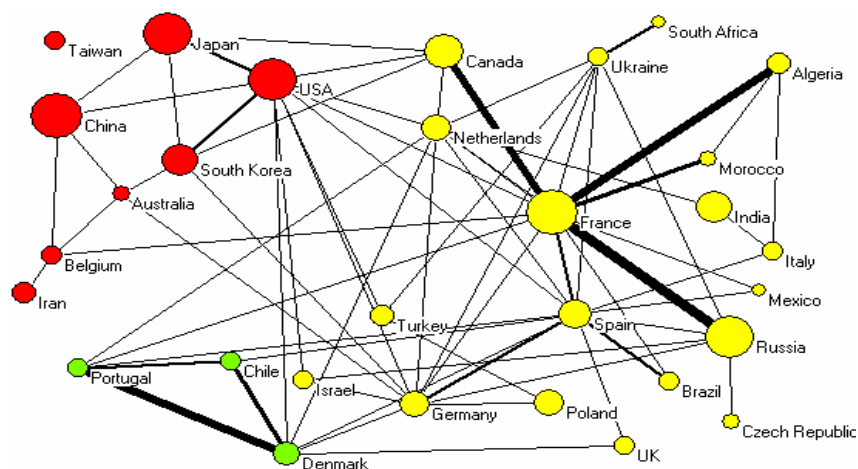 South Africa
Japan
Taiwan
Canada
Ukraine
Algeria
USA
China
Netherlands
Morocco
South Korea
Australia
France
India
Belgium
Italy
Iran
Mexico
Turkey
Spain
Russia
Portugal
Chile
Israel
Brazil
Germany
Poland
Czech Republic
UK
Denmark